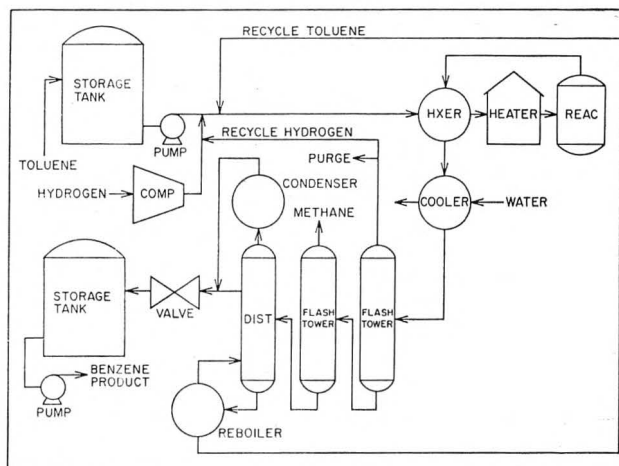 RECYCLE TOLUENE
STORAGE
TANK
HXER
HEATER
REAC
PUMP
RECYCLE HYDROGEN
TOLUENE
PURGE
HYDROGEN
COMP
CONDENSER
COOLER
WATER
METHANE
STORAGE
TANK
VALVE
DIST
FLASH
TOWER
FLASH
TOWER
BENZENE
PRODUCT
PUMP
REBOILER